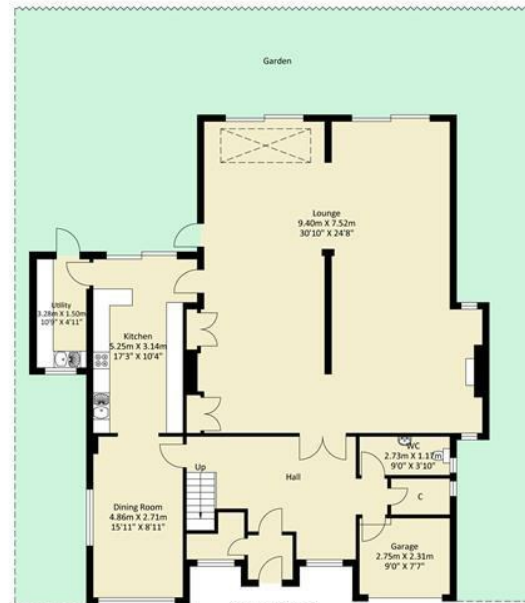 Garden
Lounge
9.40m X 7.52m
30'10" X 24'8"
Utility
3.28m X 1.50m
10'9" X 4'11"
Kitchen
5.25m X 3.14m
17'3" X 10'4"
WC
2.73m X 1.17m
9'0" X 3'10"
Up
Hall
C
Dining Room
4.86m X 2.71m
15'11" X 8'11"
Garage
2.75m X 2.31m
9'0" X 7'7"